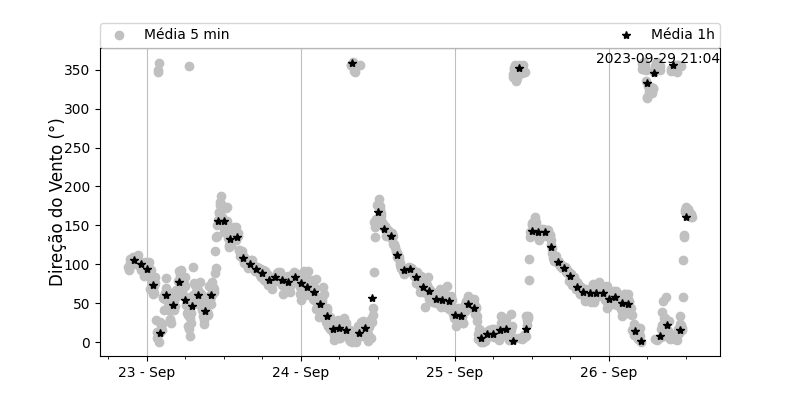 Média 5 min
Média 1h
2023-09-29 21:04
Direção do Vento (°)
350
300
250
200
150
100
50
0
23 - Sep
24 - Sep
25 - Sep
26 - Sep